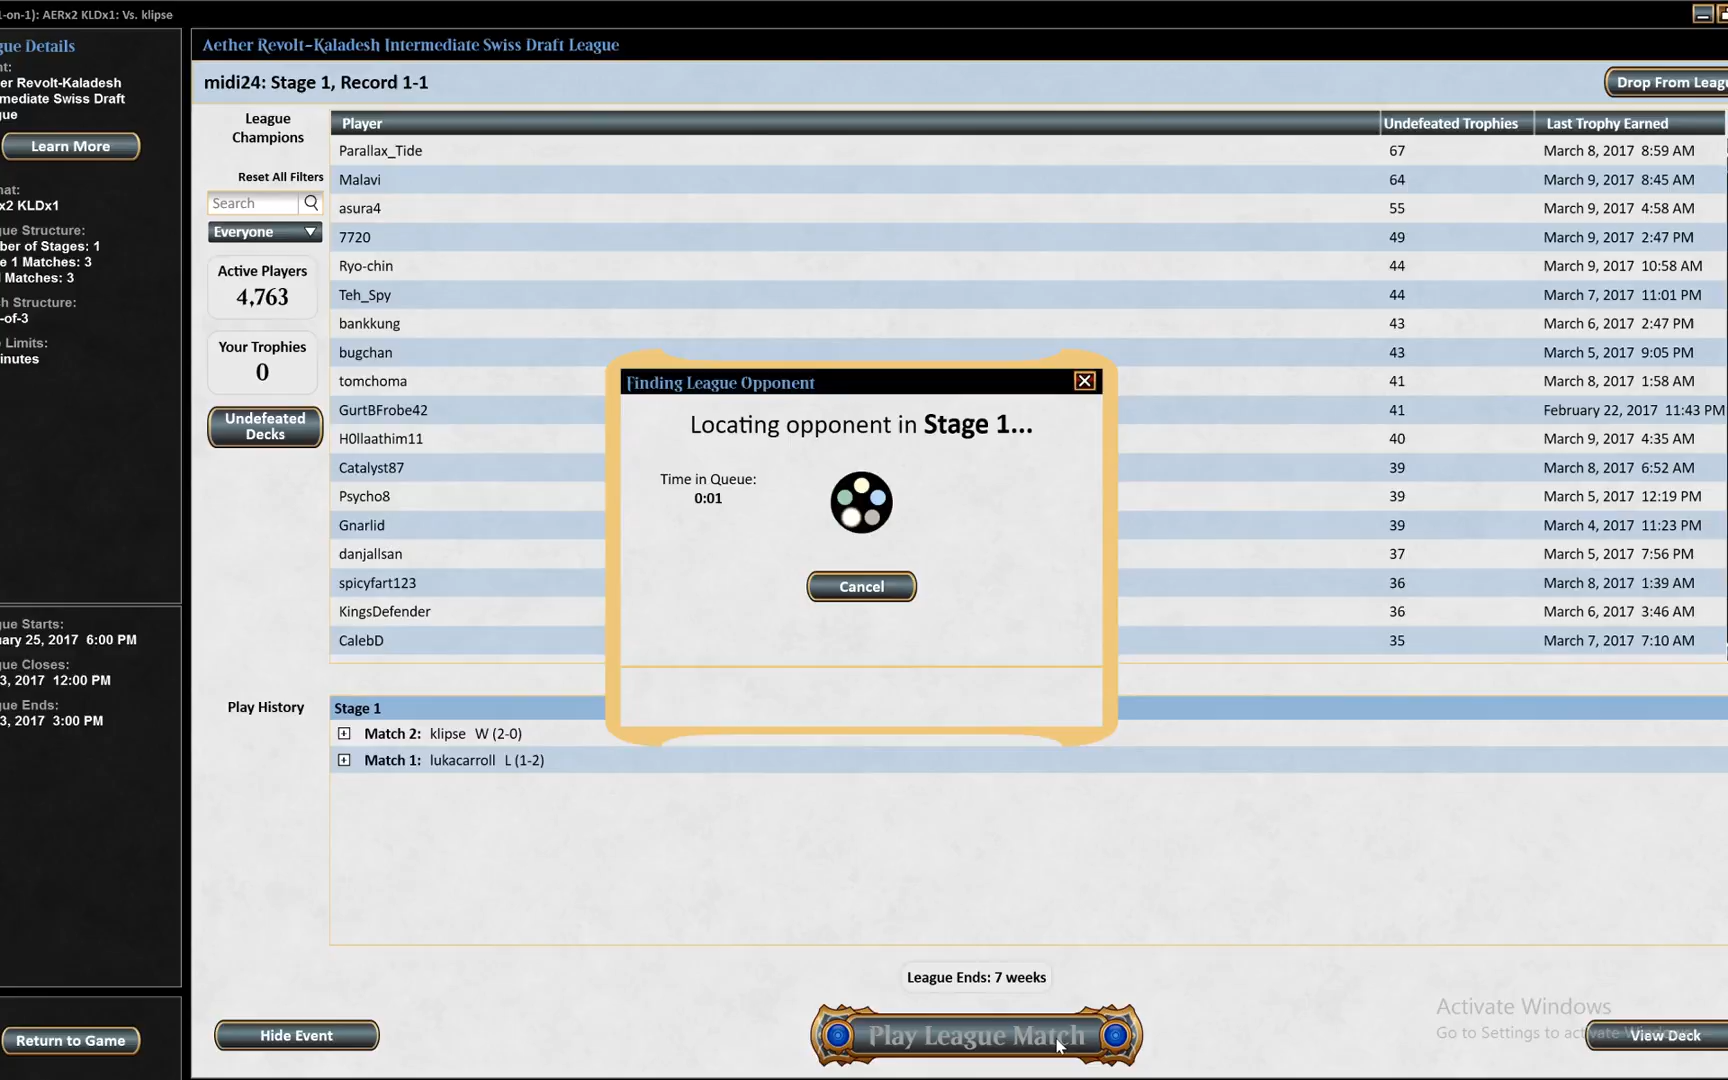 1-on-1): AERx2 KLDx1: Vs. klipse
gue Details
nt:
er Revolt-Kaladesh
mediate Swiss Draft
gue
Learn More
nat:
x2 KLDx1
gue Structure:
ber of Stages: 1
e 1 Matches: 3
l Matches: 3
h Structure:
-of-3
e Limits:
inutes
gue Starts:
uary 25, 2017 6:00 PM
gue Closes:
3, 2017 12:00 PM
gue Ends:
3, 2017 3:00 PM
Return to Game
Aether Revolt-Kaladesh Intermediate Swiss Draft League
midi24: Stage 1, Record 1-1
Drop From Leagu
League
Champions
Reset All Filters
Search
Everyone
Active Players
4,763
Your Trophies
0
Undefeated
Decks
Player Undefeated Trophies Last Trophy Earned
Parallax_Tide 67 March 8, 2017 8:59 AM
Malavi 64 March 9, 2017 8:45 AM
asura4 55 March 9, 2017 4:58 AM
7720 49 March 9, 2017 2:47 PM
Ryo-chin 44 March 9, 2017 10:58 AM
Teh_Spy 44 March 7, 2017 11:01 PM
bankkung 43 March 6, 2017 2:47 PM
bugchan 43 March 5, 2017 9:05 PM
tomchoma 41 March 8, 2017 1:58 AM
GurtBFrobe42 41 February 22, 2017 11:43 PM
H0llaathim11 40 March 9, 2017 4:35 AM
Catalyst87 39 March 8, 2017 6:52 AM
Psycho8 39 March 5, 2017 12:19 PM
Gnarlid 39 March 4, 2017 11:23 PM
danjallsan 37 March 5, 2017 7:56 PM
spicyfart123 36 March 8, 2017 1:39 AM
KingsDefender 36 March 6, 2017 3:46 AM
CalebD 35 March 7, 2017 7:10 AM
Finding League Opponent
Locating opponent in Stage 1...
Time in Queue:
0:01
Cancel
Play History
Stage 1
Match 2: klipse W (2-0)
Match 1: lukacarroll L (1-2)
League Ends: 7 weeks
Hide Event
Play League Match
Activate Windows
Go to Settings to activate Windows.
View Deck